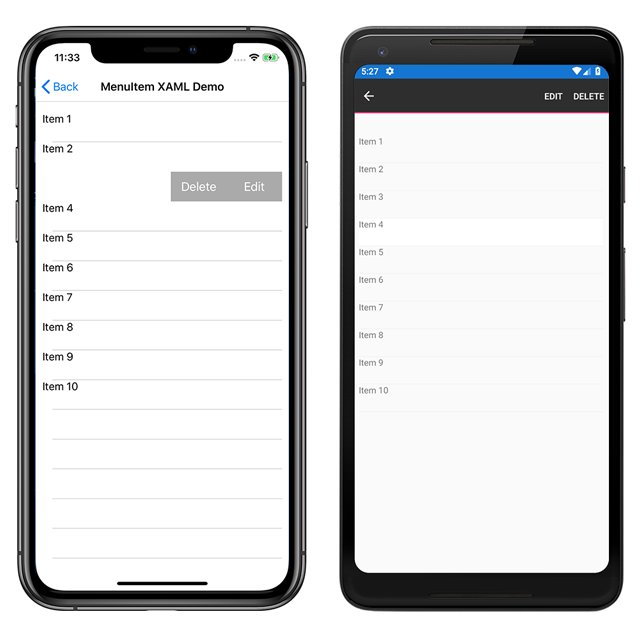 11:33
Back MenuItem XAML Demo
Item 1
Item 2
Delete Edit
Item 4
Item 5
Item 6
Item 7
Item 8
Item 9
Item 10
5:27
EDIT DELETE
Item 1
Item 2
Item 3
Item 4
Item 5
Item 6
Item 7
Item 8
Item 9
Item 10